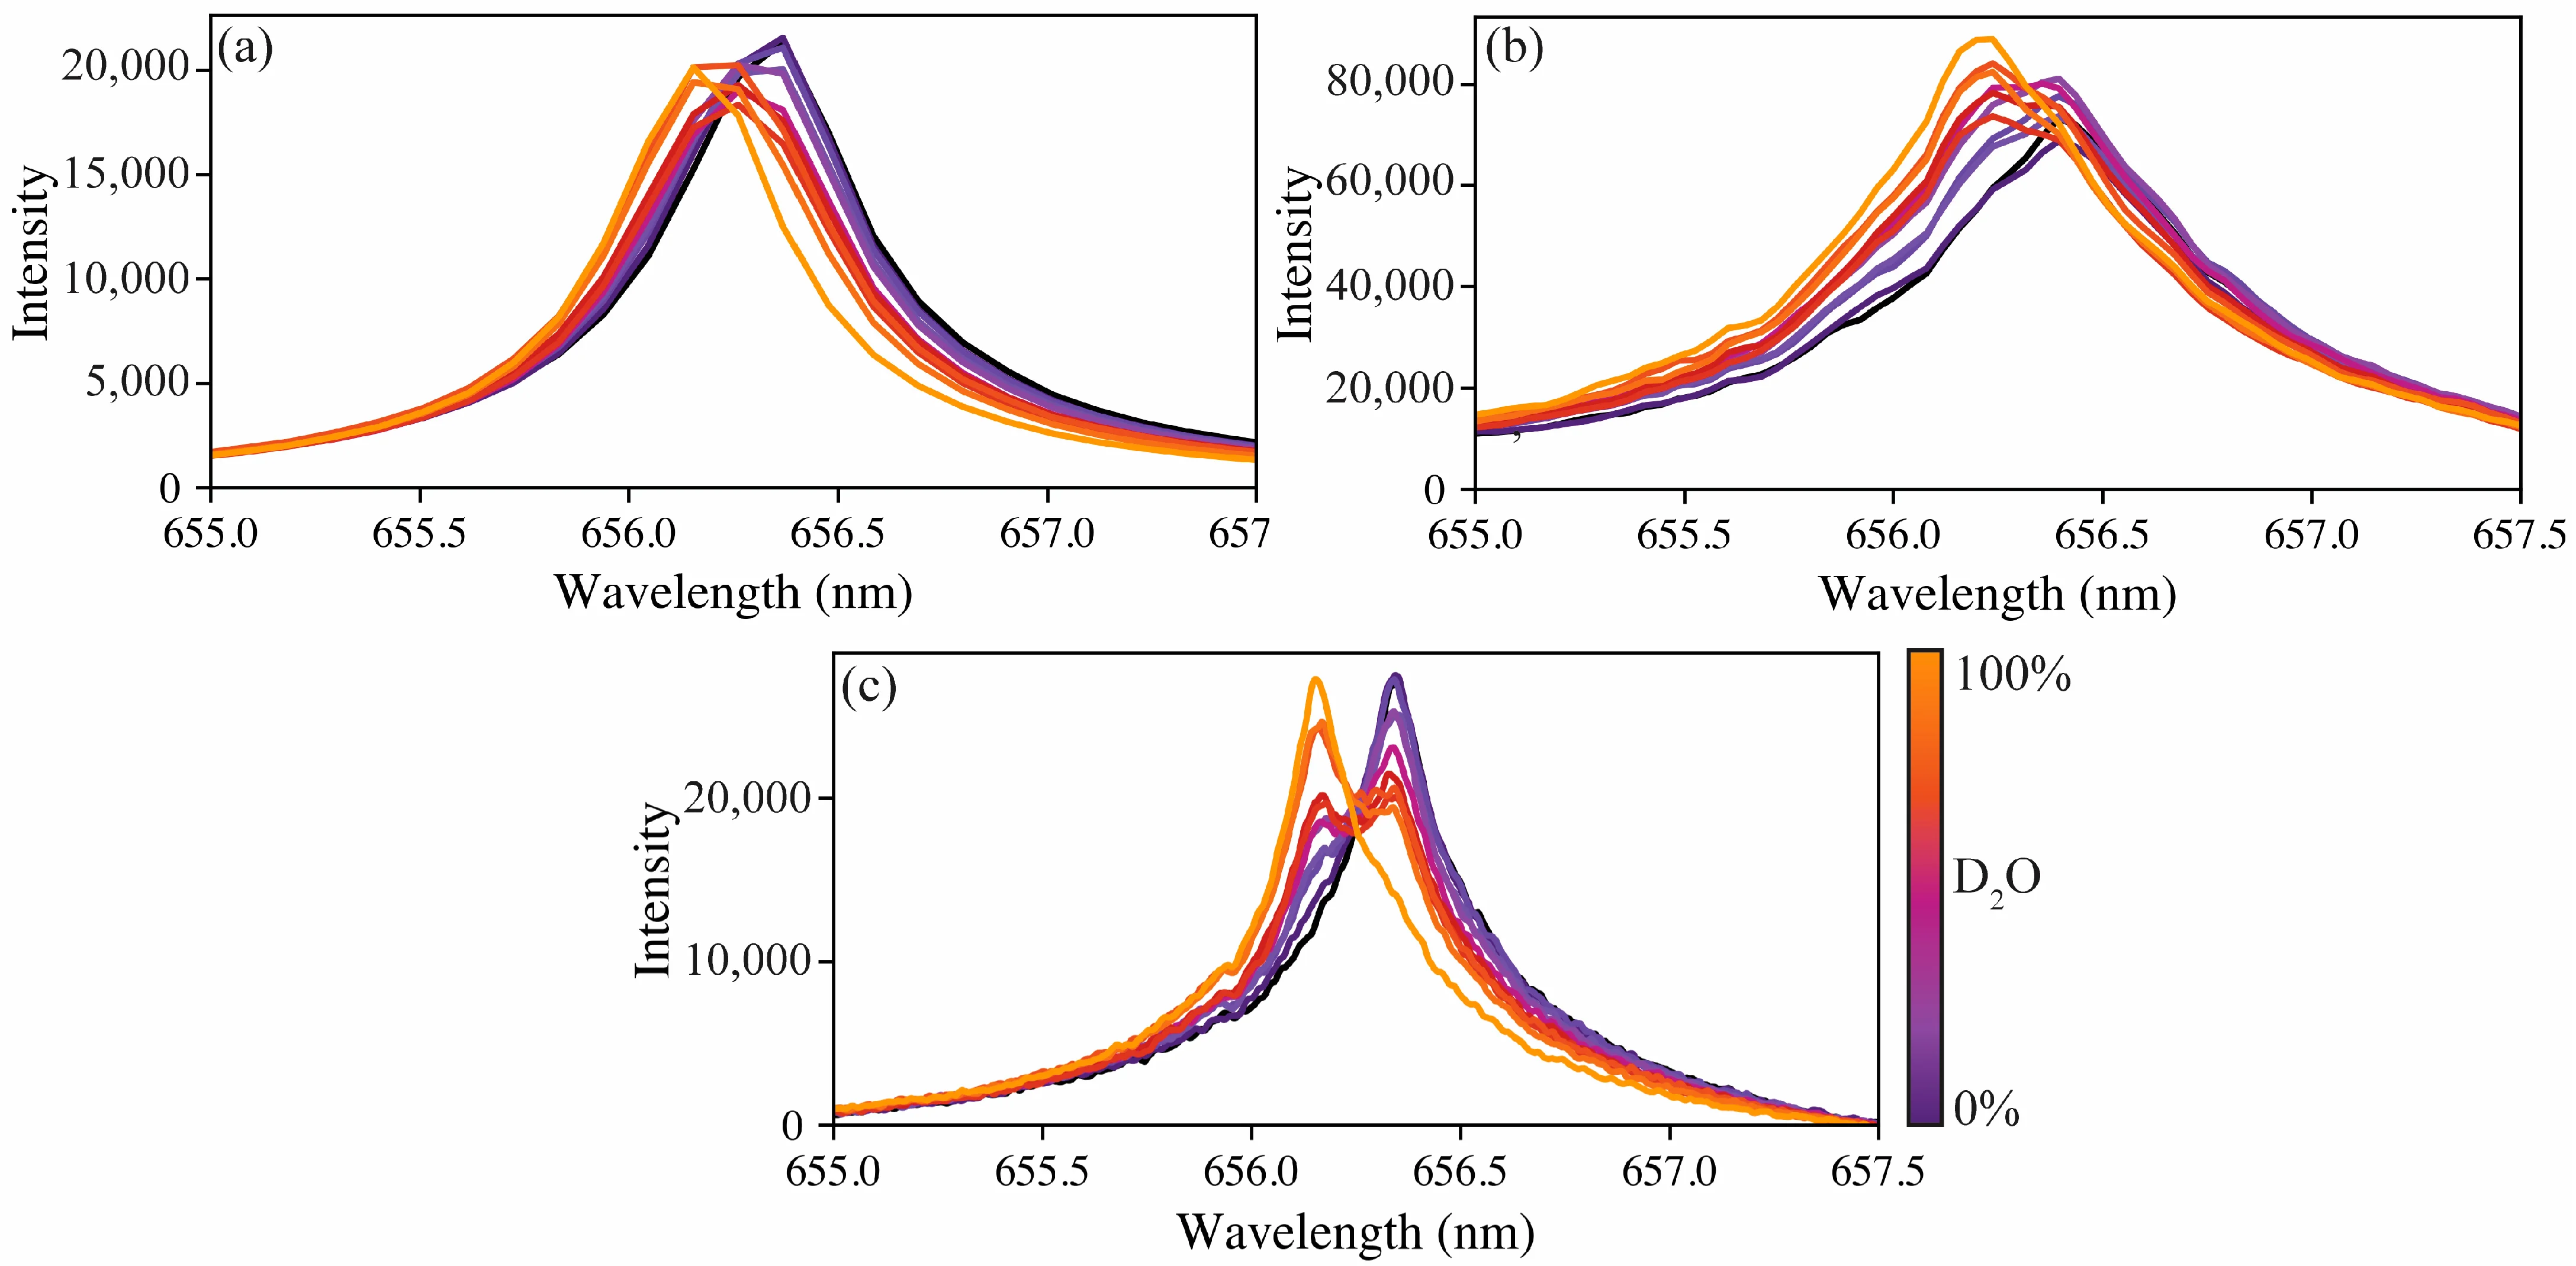 (a)
20,000
15,000
10,000
5,000
0
Intensity
655.0 655.5 656.0 656.5 657.0 657
Wavelength (nm)
(b)
80,000
60,000
40,000
20,000
0
,
Intensity
655.0 655.5 656.0 656.5 657.0 657.5
Wavelength (nm)
(c)
20,000
10,000
0
Intensity
655.0 655.5 656.0 656.5 657.0 657.5
Wavelength (nm)
100%
D₂O
0%